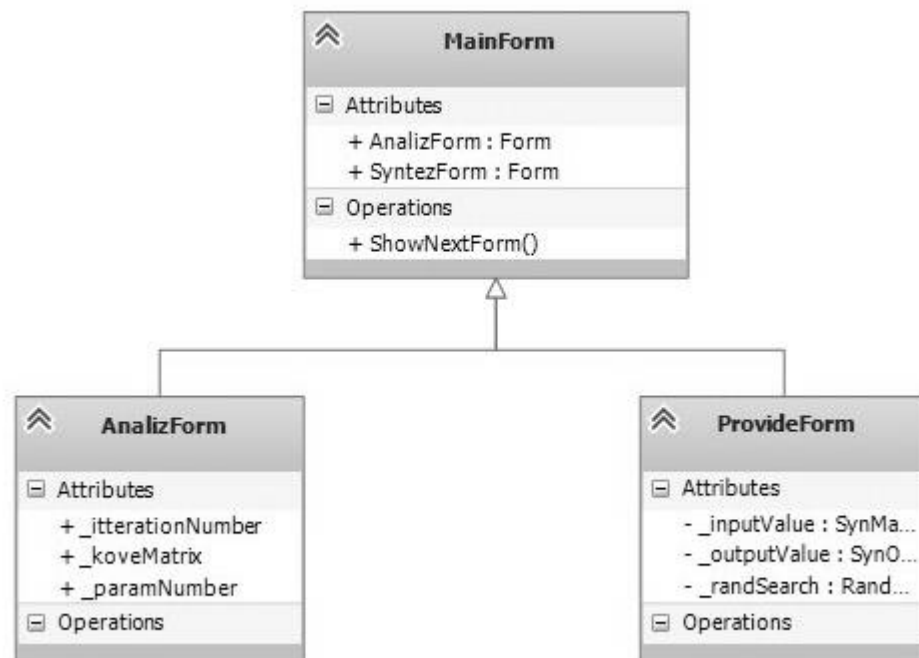 MainForm
Attributes
+ AnalizForm : Form
+ SyntezForm : Form
Operations
+ ShowNextForm()
AnalizForm
Attributes
+ _itterationNumber
+ _koveMatrix
+ _paramNumber
Operations
ProvideForm
Attributes
- _inputValue : SynMa...
- _outputValue : SynO...
- _randSearch : Rand...
Operations